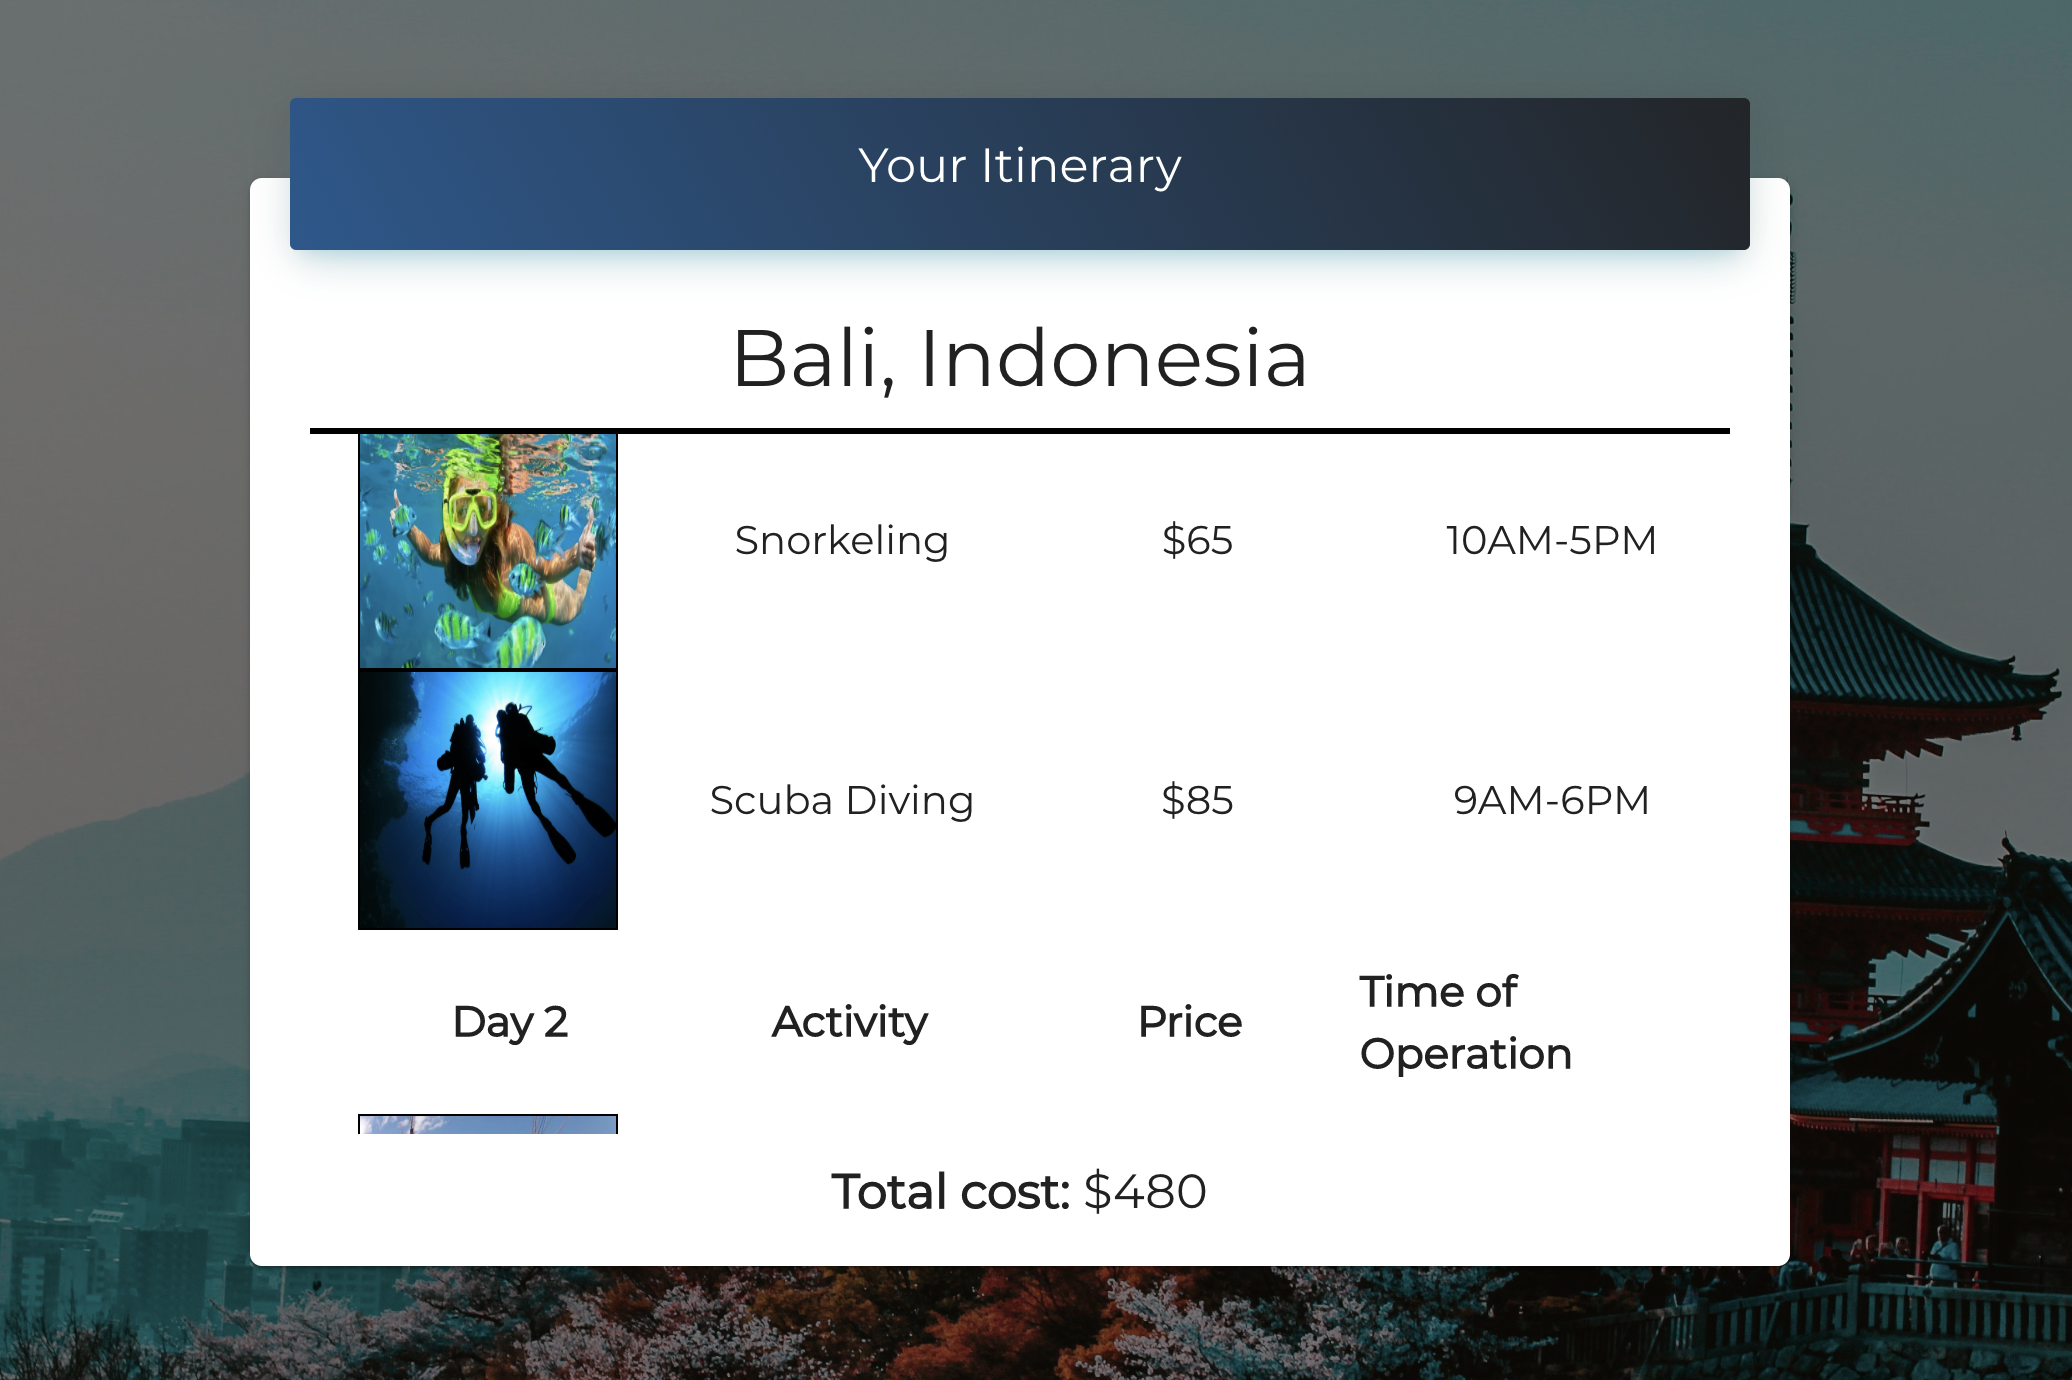 Your Itinerary
Bali, Indonesia
Snorkeling $65 10AM-5PM
Scuba Diving $85 9AM-6PM
Day 2 Activity Price Time of
Operation
Total cost: $480